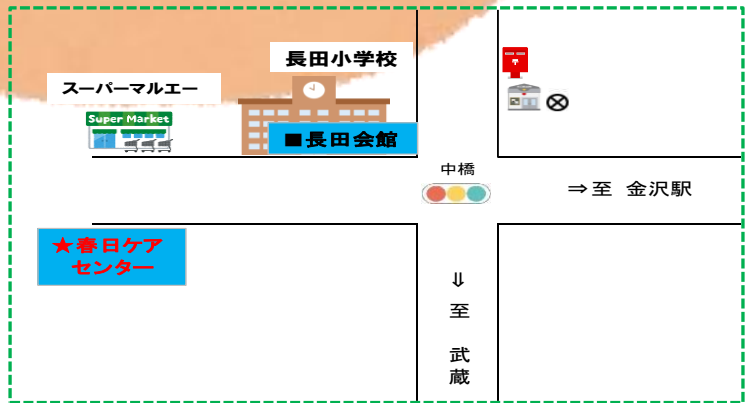 長田小学校
スーパーマルエー
Super Market
■長田会館
中橋
⇒至 金沢駅
★春日ケア
センター
⇓
至
武
蔵